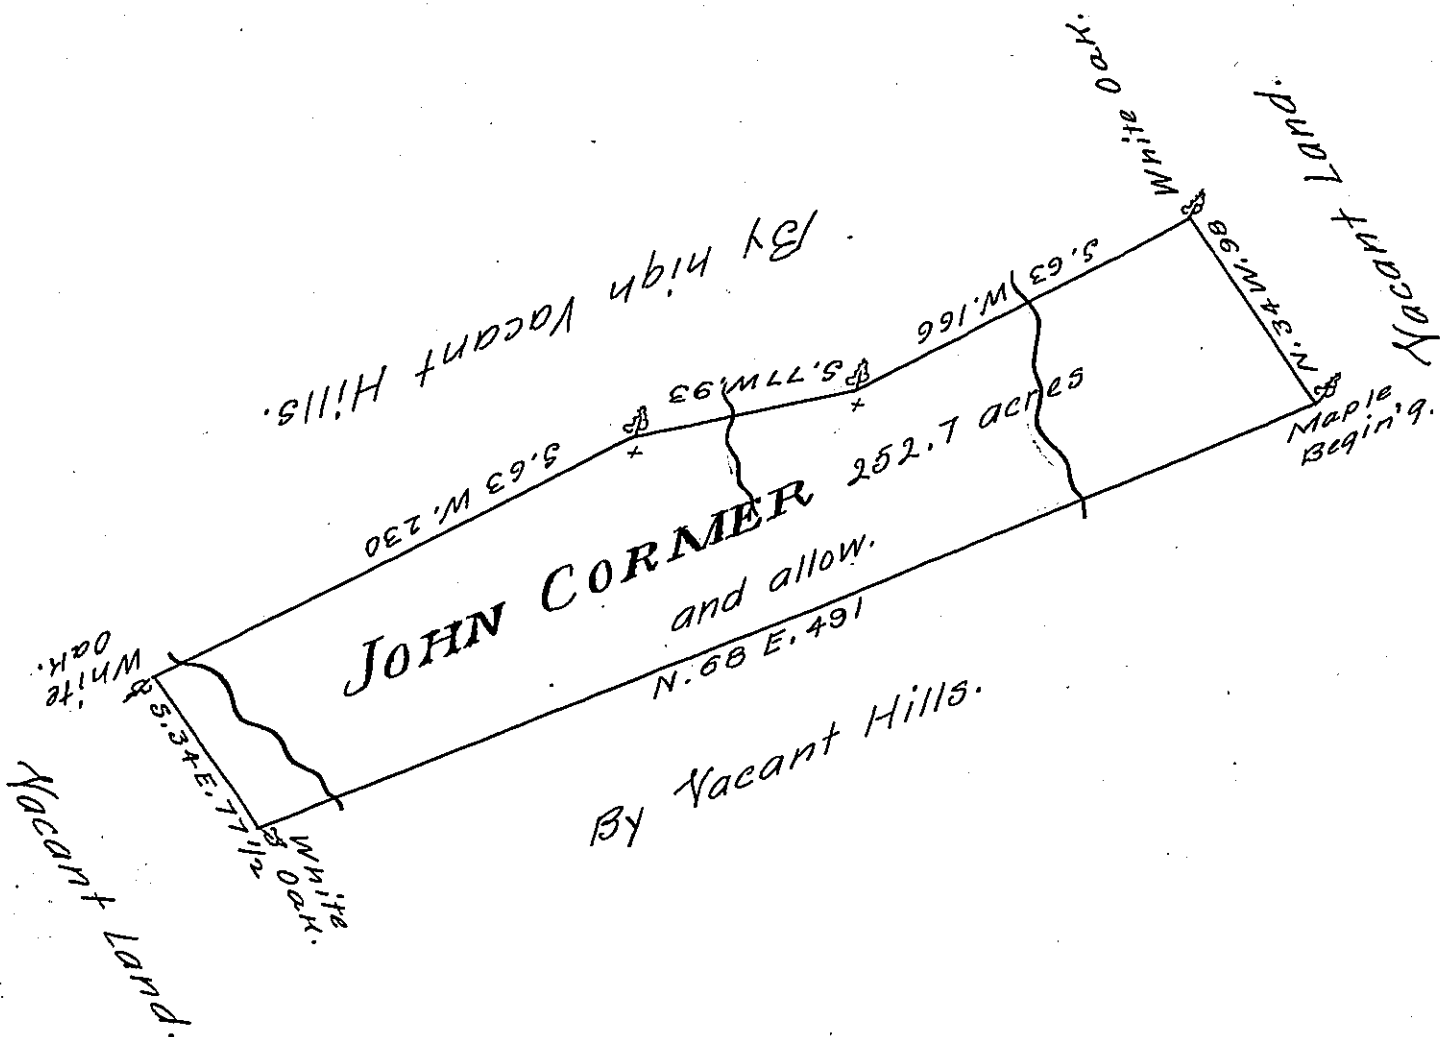 White Oak.
Vacant Land.
By high Vacant Hills.
S.63 W.166
N.34 W.98
S.77 W.93
Maple
Begin'g.
S.63 W. 230
252.7 acres
JOHN CORMER
and allow.
N.68 E.491
White
Oak.
S.34 E.77 1/2
By Vacant Hills.
White
Oak.
Vacant Land.